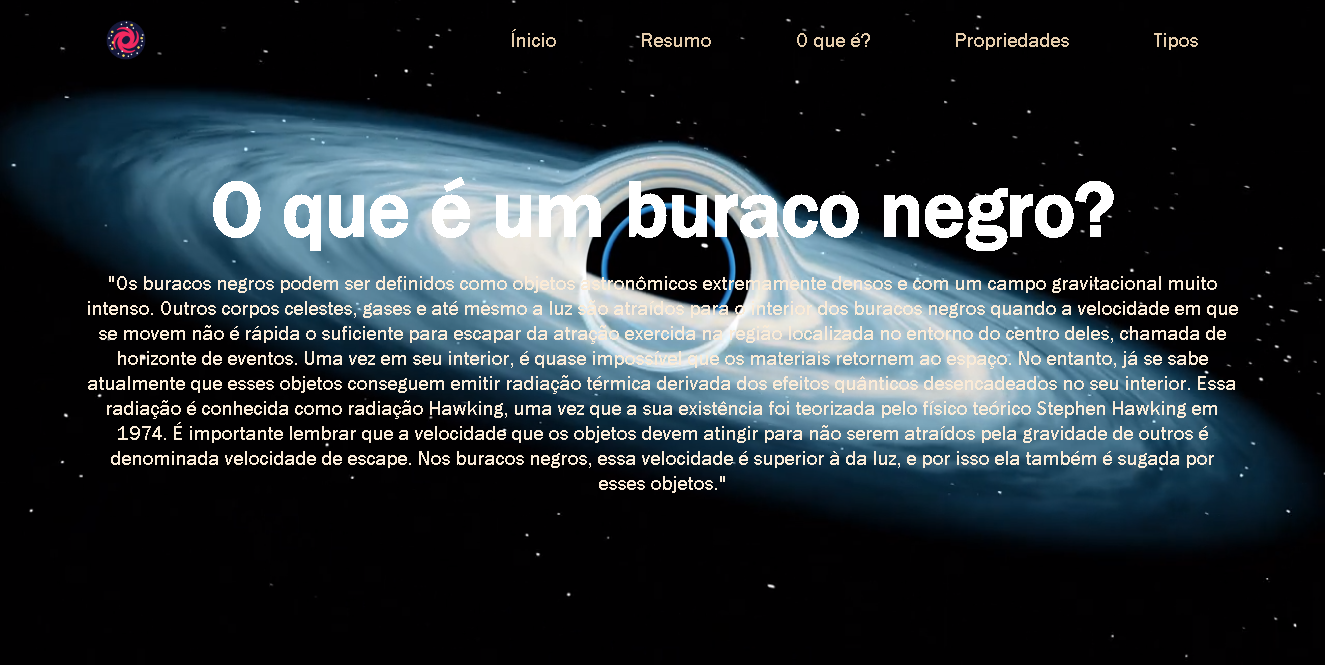 Ínicio
Resumo
O que é?
Propriedades
Tipos
O que é um buraco negro?
"Os buracos negros podem ser definidos como objetos astronômicos extremamente densos e com um campo gravitacional muito
intenso. Outros corpos celestes, gases e até mesmo a luz são atraídos para o interior dos buracos negros quando a velocidade em que
se movem não é rápida o suficiente para escapar da atração exercida na região localizada no entorno do centro deles, chamada de
horizonte de eventos. Uma vez em seu interior, é quase impossível que os materiais retornem ao espaço. No entanto, já se sabe
atualmente que esses objetos conseguem emitir radiação térmica derivada dos efeitos quânticos desencadeados no seu interior. Essa
radiação é conhecida como radiação Hawking, uma vez que a sua existência foi teorizada pelo físico teórico Stephen Hawking em
1974. É importante lembrar que a velocidade que os objetos devem atingir para não serem atraídos pela gravidade de outros é
denominada velocidade de escape. Nos buracos negros, essa velocidade é superior à da luz, e por isso ela também é sugada por
esses objetos."